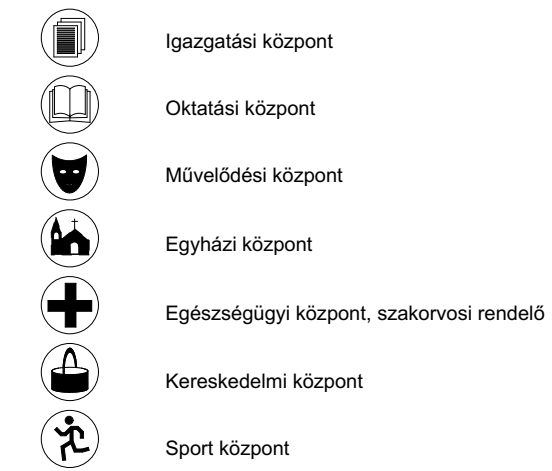 Igazgatási központ
Oktatási központ
Művelődési központ
Egyházi központ
Egészségügyi központ, szakorvosi rendelő
Kereskedelmi központ
Sport központ